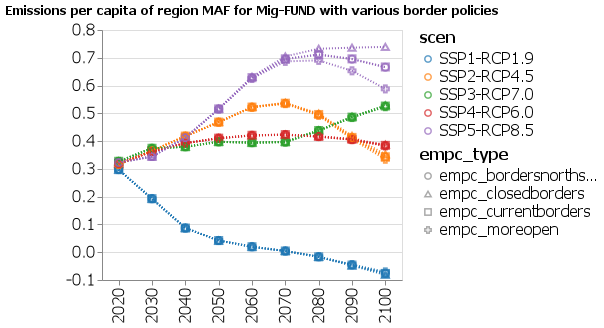 Emissions per capita of region MAF for Mig-FUND with various border policies
0.8
0.7
0.6
0.5
0.4
0.3
0.2
0.1
0.0
-0.1
2020
2030
2040
2050
2060
2070
2080
2090
2100
scen
SSP1-RCP1.9
SSP2-RCP4.5
SSP3-RCP7.0
SSP4-RCP6.0
SSP5-RCP8.5
empc_type
empc_bordersnorths...
empc_closedborders
empc_currentborders
empc_moreopen